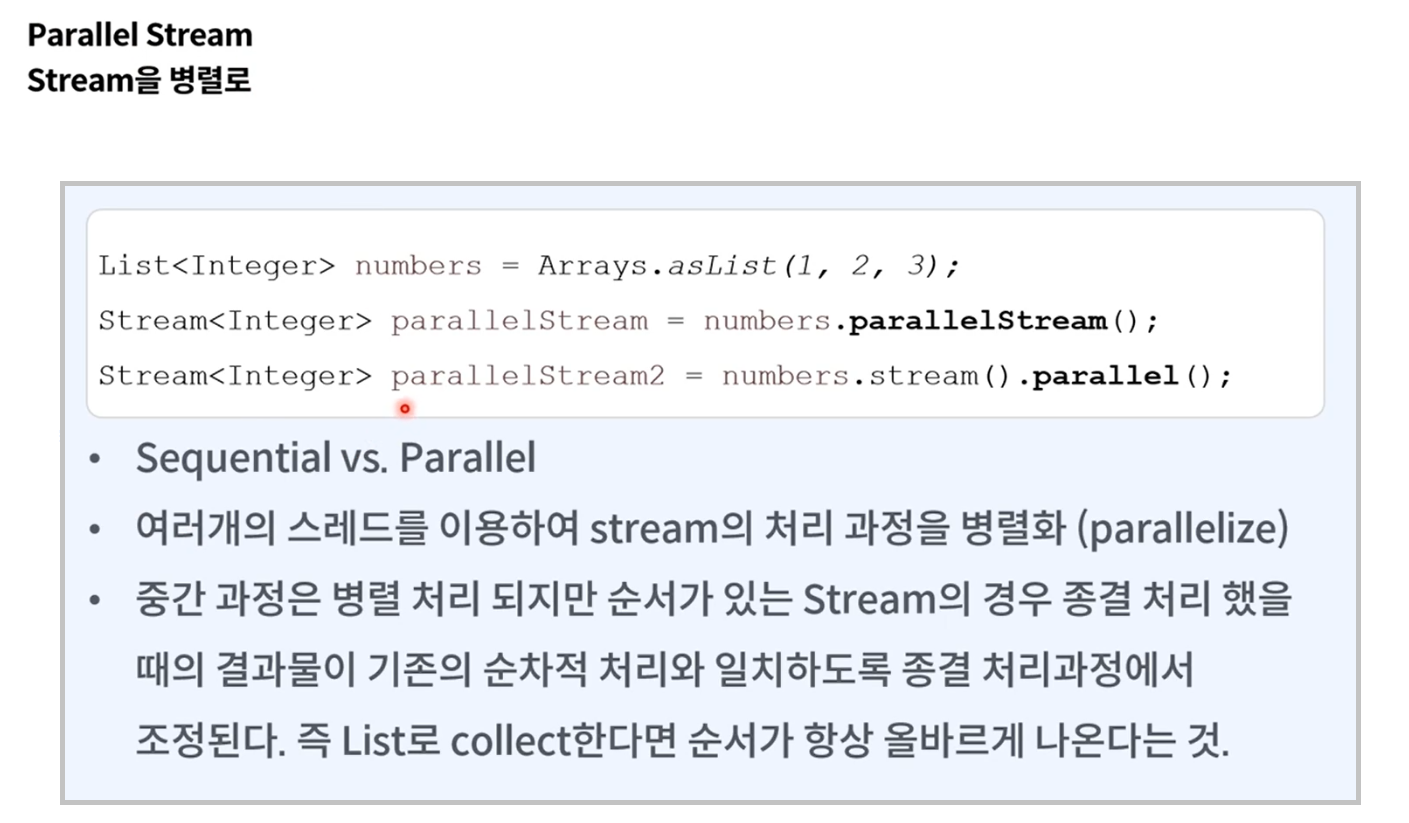 Parallel Stream
Stream을 병렬로
List<Integer> numbers = Arrays.asList(1, 2, 3);
Stream<Integer> parallelStream = numbers.parallelStream();
Stream<Integer> parallelStream2 = numbers.stream().parallel();
• Sequential vs. Parallel
• 여러개의 스레드를 이용하여 stream의 처리 과정을 병렬화 (parallelize)
• 중간 과정은 병렬 처리 되지만 순서가 있는 Stream의 경우 종결 처리 했을
때의 결과물이 기존의 순차적 처리와 일치하도록 종결 처리과정에서
조정된다. 즉 List로 collect한다면 순서가 항상 올바르게 나온다는 것.